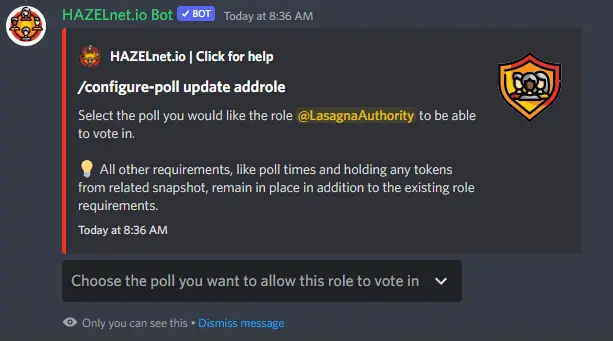 HAZELnet.io Bot ✓ BOT Today at 8:36 AM
HAZELnet.io | Click for help
/configure-poll update addrole
Select the poll you would like the role @LasagnaAuthority to be able
to vote in.
💡 All other requirements, like poll times and holding any tokens
from related snapshot, remain in place in addition to the existing role
requirements.
Today at 8:36 AM
Choose the poll you want to allow this role to vote in
Only you can see this • Dismiss message